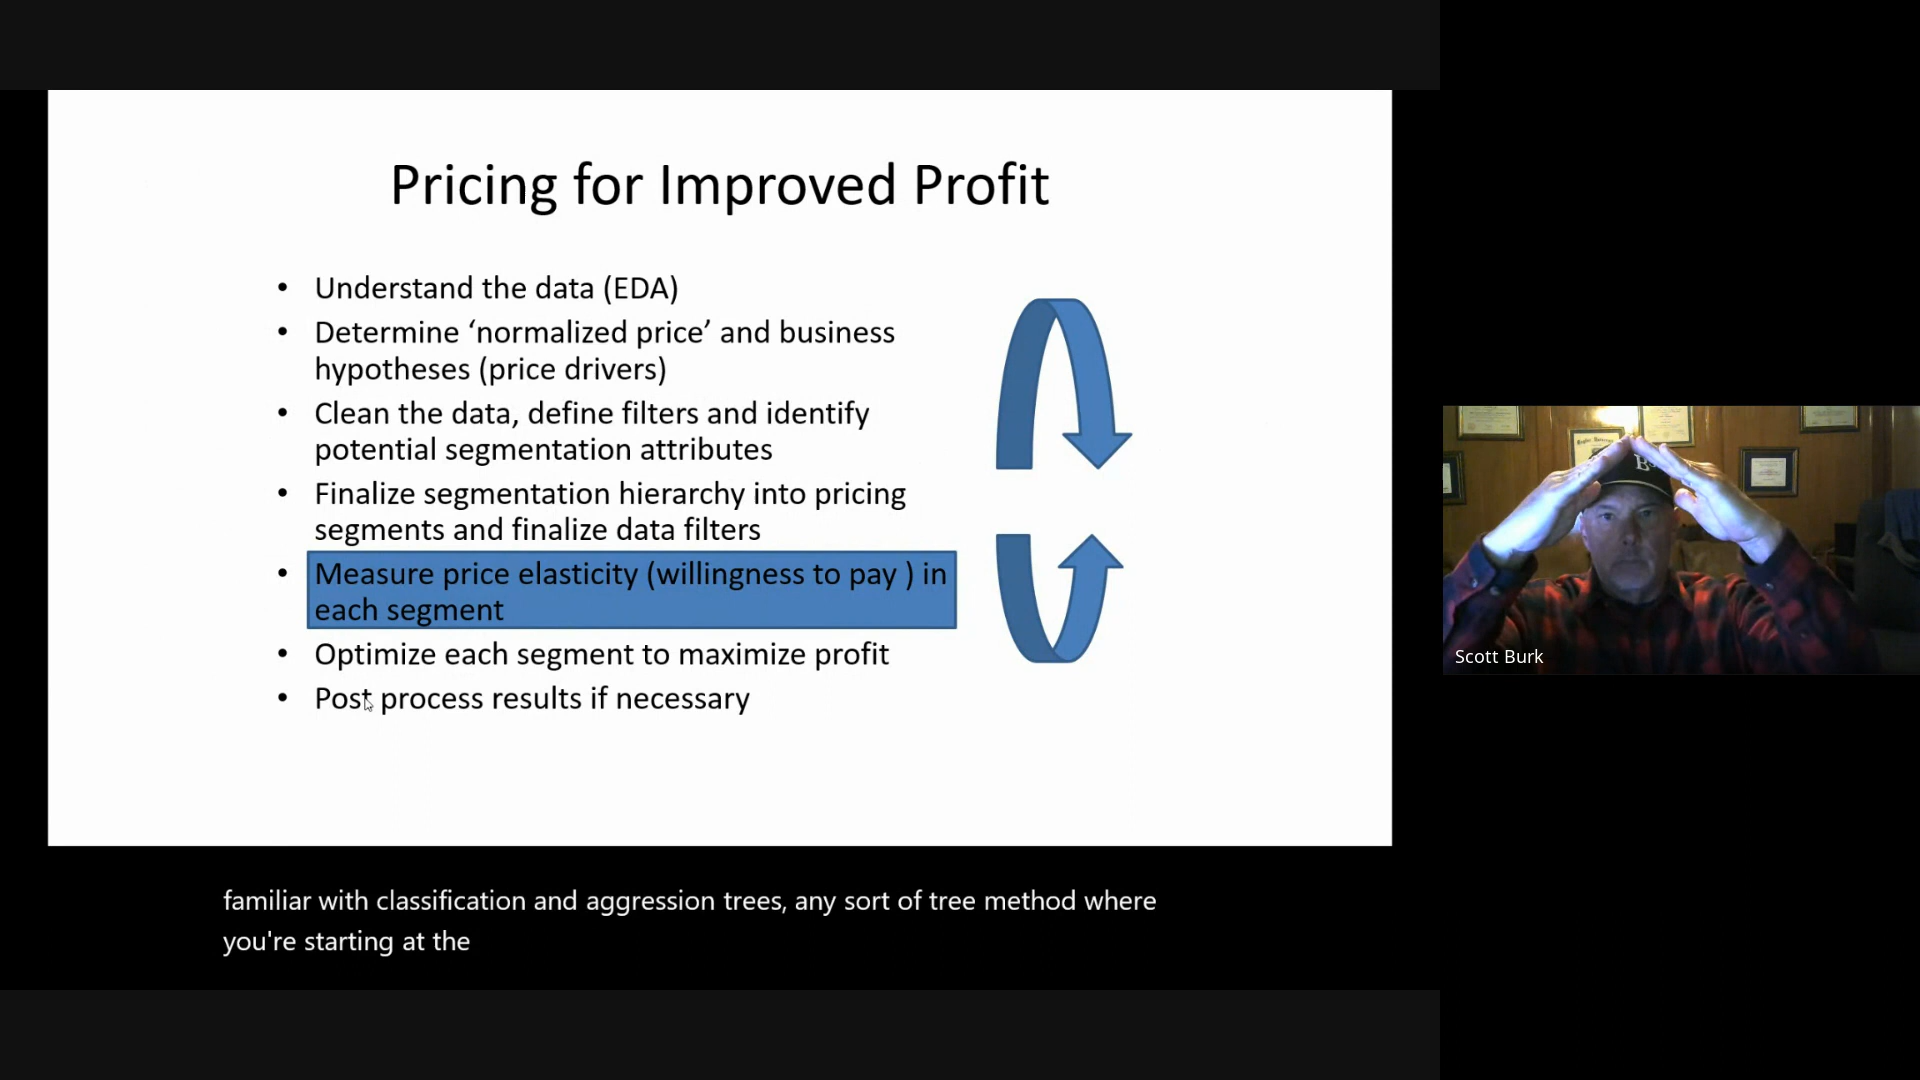 Pricing for Improved Profit
• Understand the data (EDA)
• Determine ‘normalized price’ and business
hypotheses (price drivers)
• Clean the data, define filters and identify
potential segmentation attributes
• Finalize segmentation hierarchy into pricing
segments and finalize data filters
• Measure price elasticity (willingness to pay ) in
each segment
• Optimize each segment to maximize profit
• Post process results if necessary
Scott Burk
familiar with classification and aggression trees, any sort of tree method where
you're starting at the